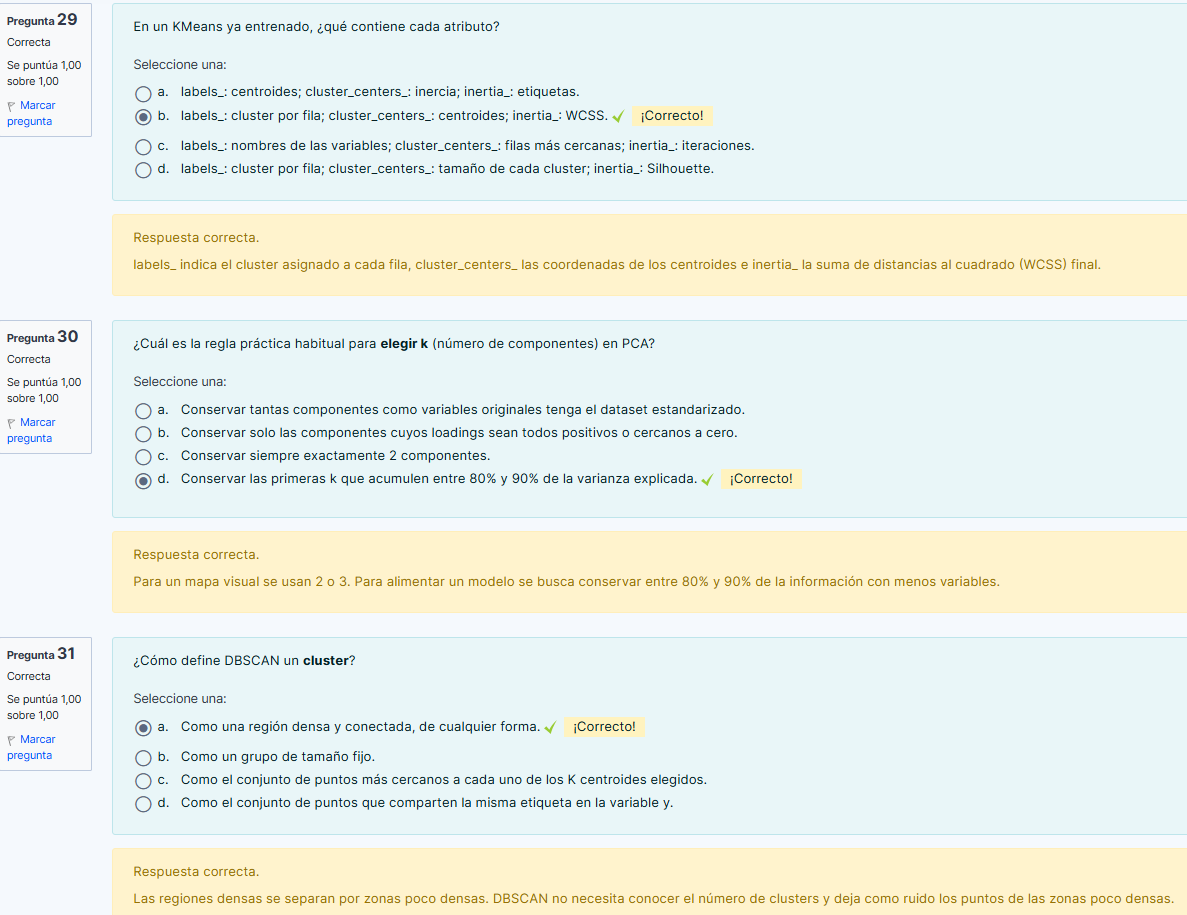 Pregunta 29
Correcta
Se puntúa 1,00
sobre 1,00
Marcar
pregunta
En un KMeans ya entrenado, ¿qué contiene cada atributo?
Seleccione una:
a. labels_: centroides; cluster_centers_: inercia; inertia_: etiquetas.
b. labels_: cluster por fila; cluster_centers_: centroides; inertia_: WCSS. ¡Correcto!
c. labels_: nombres de las variables; cluster_centers_: filas más cercanas; inertia_: iteraciones.
d. labels_: cluster por fila; cluster_centers_: tamaño de cada cluster; inertia_: Silhouette.
Respuesta correcta.
labels_ indica el cluster asignado a cada fila, cluster_centers_ las coordenadas de los centroides e inertia_ la suma de distancias al cuadrado (WCSS) final.
Pregunta 30
Correcta
Se puntúa 1,00
sobre 1,00
Marcar
pregunta
¿Cuál es la regla práctica habitual para elegir k (número de componentes) en PCA?
Seleccione una:
a. Conservar tantas componentes como variables originales tenga el dataset estandarizado.
b. Conservar solo las componentes cuyos loadings sean todos positivos o cercanos a cero.
c. Conservar siempre exactamente 2 componentes.
d. Conservar las primeras k que acumulen entre 80% y 90% de la varianza explicada. ¡Correcto!
Respuesta correcta.
Para un mapa visual se usan 2 o 3. Para alimentar un modelo se busca conservar entre 80% y 90% de la información con menos variables.
Pregunta 31
Correcta
Se puntúa 1,00
sobre 1,00
Marcar
pregunta
¿Cómo define DBSCAN un cluster?
Seleccione una:
a. Como una región densa y conectada, de cualquier forma. ¡Correcto!
b. Como un grupo de tamaño fijo.
c. Como el conjunto de puntos más cercanos a cada uno de los K centroides elegidos.
d. Como el conjunto de puntos que comparten la misma etiqueta en la variable y.
Respuesta correcta.
Las regiones densas se separan por zonas poco densas. DBSCAN no necesita conocer el número de clusters y deja como ruido los puntos de las zonas poco densas.